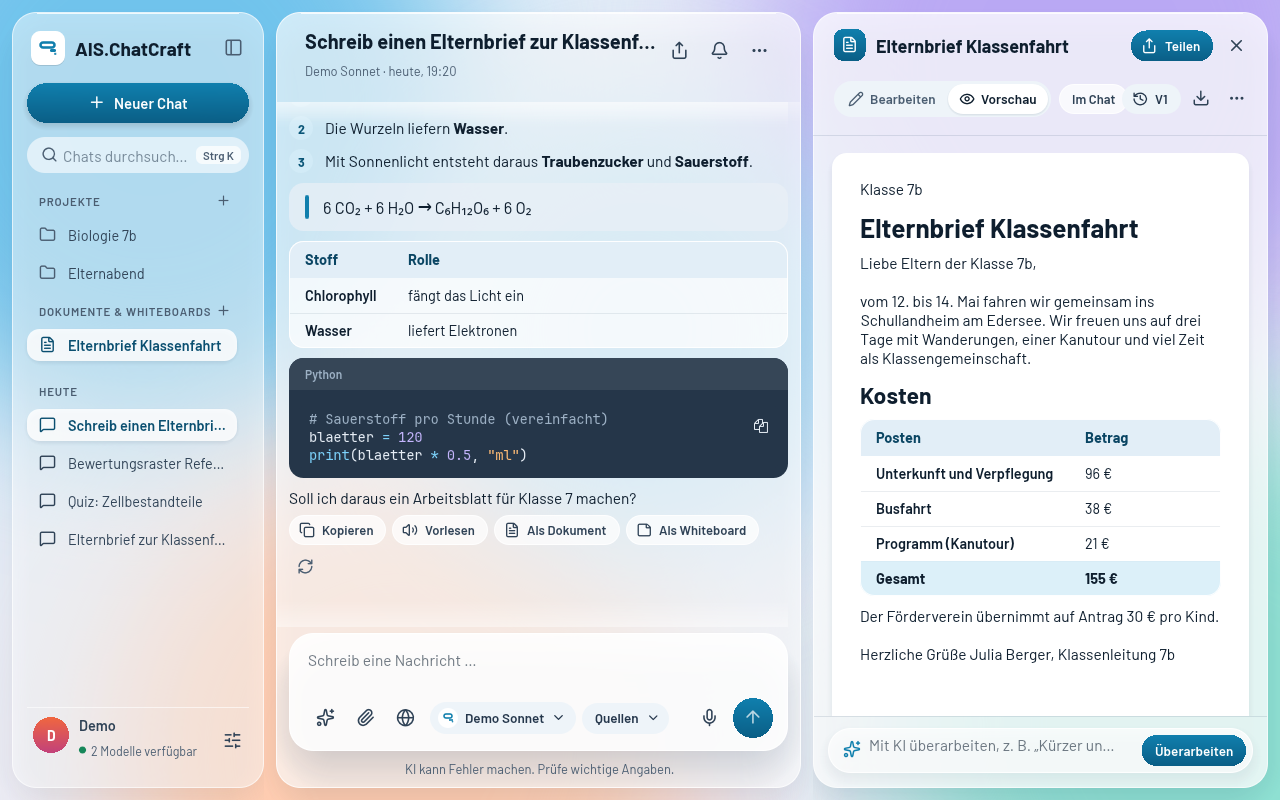 AIS.ChatCraft
Neuer Chat
Chats durchsuch... Strg K
PROJEKTE
Biologie 7b
Elternabend
DOKUMENTE & WHITEBOARDS
Elternbrief Klassenfahrt
HEUTE
Schreib einen Elternbri...
Bewertungsraster Refe...
Quiz: Zellbestandteile
Elternbrief zur Klassenf...
D
Demo
2 Modelle verfügbar
Schreib einen Elternbrief zur Klassenf...
Demo Sonnet · heute, 19:20
2 Die Wurzeln liefern Wasser.
3 Mit Sonnenlicht entsteht daraus Traubenzucker und Sauerstoff.
6 CO₂ + 6 H₂O → C₆H₁₂O₆ + 6 O₂
Stoff Rolle
Chlorophyll fängt das Licht ein
Wasser liefert Elektronen
Python
# Sauerstoff pro Stunde (vereinfacht)
blaetter = 120
print(blaetter * 0.5, "ml")
Soll ich daraus ein Arbeitsblatt für Klasse 7 machen?
Kopieren Vorlesen Als Dokument Als Whiteboard
Schreib eine Nachricht ...
Demo Sonnet Quellen
KI kann Fehler machen. Prüfe wichtige Angaben.
Elternbrief Klassenfahrt Teilen
Bearbeiten Vorschau Im Chat V1
Klasse 7b
Elternbrief Klassenfahrt
Liebe Eltern der Klasse 7b,
vom 12. bis 14. Mai fahren wir gemeinsam ins
Schullandheim am Edersee. Wir freuen uns auf drei
Tage mit Wanderungen, einer Kanutour und viel Zeit
als Klassengemeinschaft.
Kosten
Posten Betrag
Unterkunft und Verpflegung 96 €
Busfahrt 38 €
Programm (Kanutour) 21 €
Gesamt 155 €
Der Förderverein übernimmt auf Antrag 30 € pro Kind.
Herzliche Grüße Julia Berger, Klassenleitung 7b
Mit KI überarbeiten, z. B. „Kürzer un... Überarbeiten